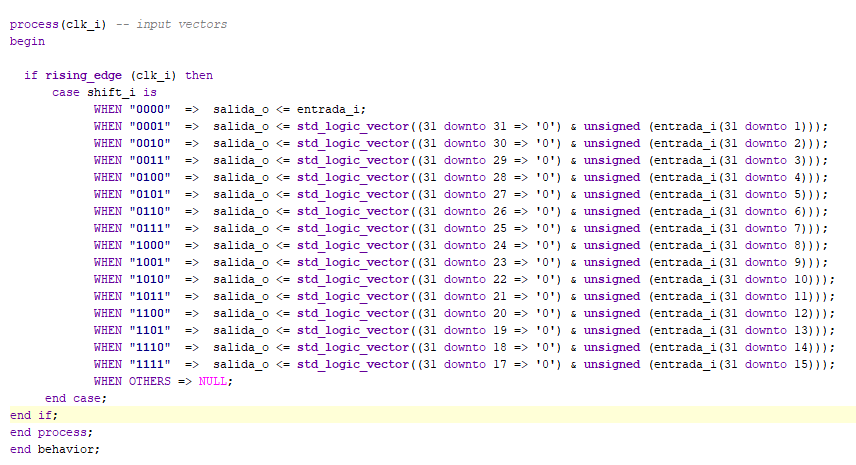 process(clk_i) -- input vectors
begin
if rising_edge (clk_i) then
case shift_i is
WHEN "0000" => salida_o <= entrada_i;
WHEN "0001" => salida_o <= std_logic_vector((31 downto 31 => '0') & unsigned (entrada_i(31 downto 1)));
WHEN "0010" => salida_o <= std_logic_vector((31 downto 30 => '0') & unsigned (entrada_i(31 downto 2)));
WHEN "0011" => salida_o <= std_logic_vector((31 downto 29 => '0') & unsigned (entrada_i(31 downto 3)));
WHEN "0100" => salida_o <= std_logic_vector((31 downto 28 => '0') & unsigned (entrada_i(31 downto 4)));
WHEN "0101" => salida_o <= std_logic_vector((31 downto 27 => '0') & unsigned (entrada_i(31 downto 5)));
WHEN "0110" => salida_o <= std_logic_vector((31 downto 26 => '0') & unsigned (entrada_i(31 downto 6)));
WHEN "0111" => salida_o <= std_logic_vector((31 downto 25 => '0') & unsigned (entrada_i(31 downto 7)));
WHEN "1000" => salida_o <= std_logic_vector((31 downto 24 => '0') & unsigned (entrada_i(31 downto 8)));
WHEN "1001" => salida_o <= std_logic_vector((31 downto 23 => '0') & unsigned (entrada_i(31 downto 9)));
WHEN "1010" => salida_o <= std_logic_vector((31 downto 22 => '0') & unsigned (entrada_i(31 downto 10)));
WHEN "1011" => salida_o <= std_logic_vector((31 downto 21 => '0') & unsigned (entrada_i(31 downto 11)));
WHEN "1100" => salida_o <= std_logic_vector((31 downto 20 => '0') & unsigned (entrada_i(31 downto 12)));
WHEN "1101" => salida_o <= std_logic_vector((31 downto 19 => '0') & unsigned (entrada_i(31 downto 13)));
WHEN "1110" => salida_o <= std_logic_vector((31 downto 18 => '0') & unsigned (entrada_i(31 downto 14)));
WHEN "1111" => salida_o <= std_logic_vector((31 downto 17 => '0') & unsigned (entrada_i(31 downto 15)));
WHEN OTHERS => NULL;
end case;
end if;
end process;
end behavior;